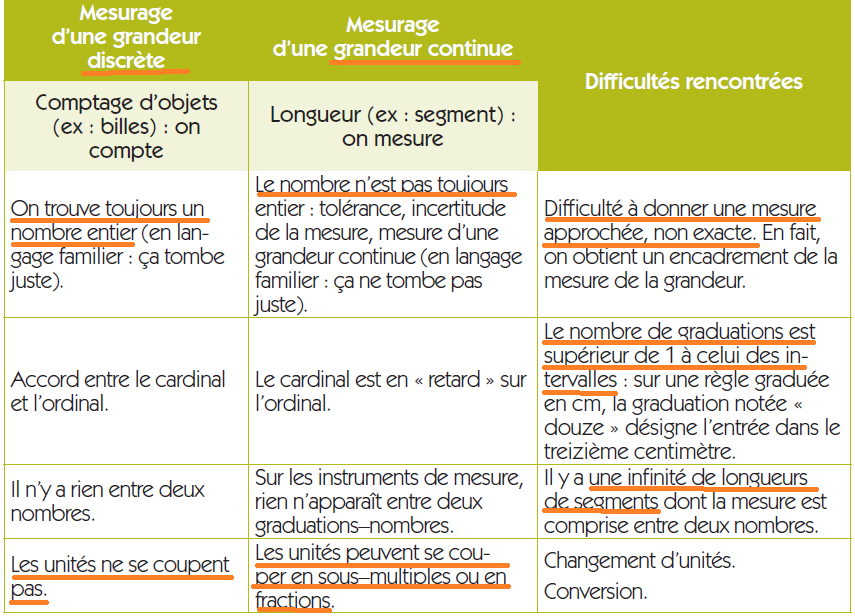 Mesurage
d'une grandeur
discrète
Mesurage
d'une grandeur continue
Difficultés rencontrées
Comptage d'objets
(ex : billes) : on
compte
Longueur (ex : segment) :
on mesure
On trouve toujours un
nombre entier (en lan-
gage familier : ça tombe
juste).
Le nombre n'est pas toujours
entier : tolérance, incertitude
de la mesure, mesure d'une
grandeur continue (en langage
familier : ça ne tombe pas
juste).
Difficulté à donner une mesure
approchée, non exacte. En fait,
on obtient un encadrement de la
mesure de la grandeur.
Accord entre le cardinal
et l'ordinal.
Le cardinal est en « retard » sur
l'ordinal.
Le nombre de graduations est
supérieur de 1 à celui des in-
tervalles : sur une règle graduée
en cm, la graduation notée «
douze » désigne l'entrée dans le
treizième centimètre.
Il n'y a rien entre deux
nombres.
Sur les instruments de mesure,
rien n'apparaît entre deux
graduations–nombres.
Il y a une infinité de longueurs
de segments dont la mesure est
comprise entre deux nombres.
Les unités ne se coupent
pas.
Les unités peuvent se cou-
per en sous–multiples ou en
fractions.
Changement d'unités.
Conversion.